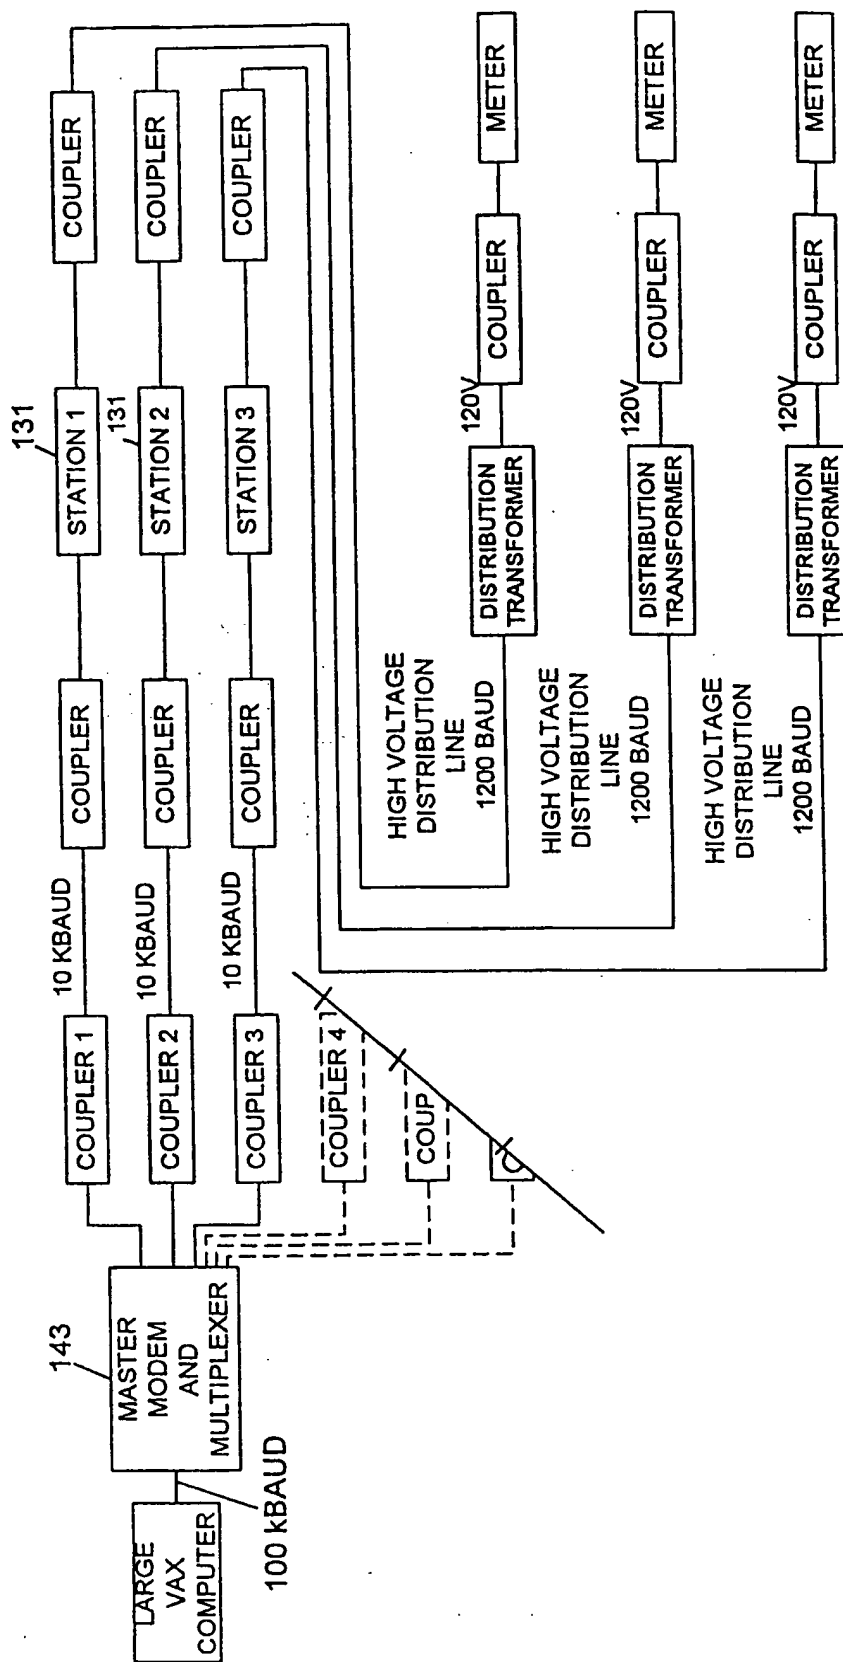 LARGE
VAX
COMPUTER
100 kBAUD
143
MASTER
MODEM
AND
MULTIPLEXER
COUPLER 1
10 KBAUD
COUPLER
STATION 1
131
COUPLER
COUPLER 2
10 KBAUD
COUPLER
STATION 2
131
COUPLER
COUPLER 3
10 KBAUD
COUPLER
STATION 3
COUPLER
COUPLER 4
COUP
C
HIGH VOLTAGE
DISTRIBUTION
LINE
1200 BAUD
DISTRIBUTION
TRANSFORMER
120V
COUPLER
METER
HIGH VOLTAGE
DISTRIBUTION
LINE
1200 BAUD
DISTRIBUTION
TRANSFORMER
120V
COUPLER
METER
HIGH VOLTAGE
DISTRIBUTION
LINE
1200 BAUD
DISTRIBUTION
TRANSFORMER
120V
COUPLER
METER